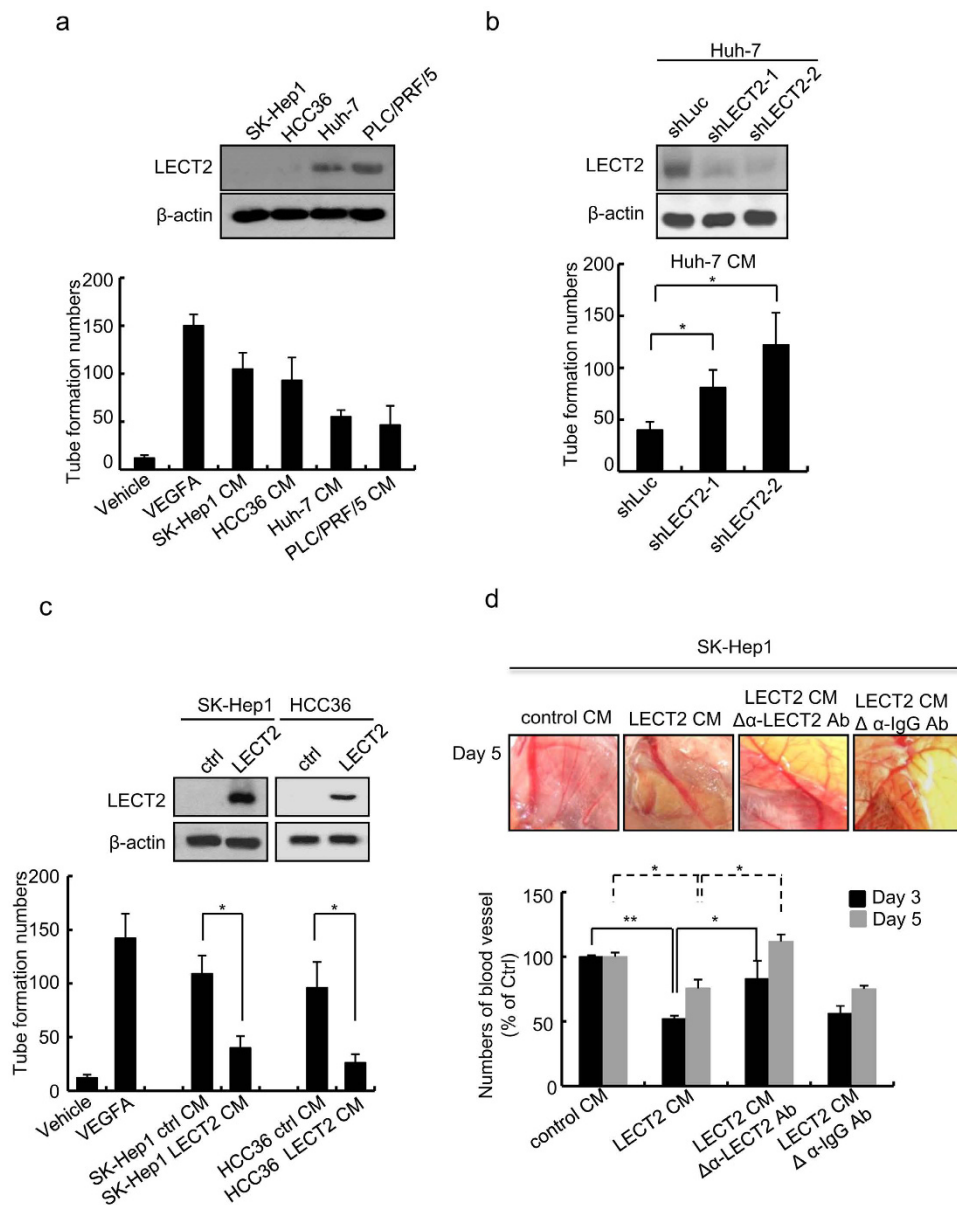 a
SK-Hep1
HCC36
Huh-7
PLC/PRF/5
LECT2
β-actin
Tube formation numbers
200
150
100
50
0
Vehicle
VEGFA
SK-Hep1 CM
HCC36 CM
Huh-7 CM
PLC/PRF/5 CM
b
Huh-7
shLuc
shLECT2-1
shLECT2-2
LECT2
β-actin
Huh-7 CM
Tube formation numbers
200
150
100
50
0
*
*
shLuc
shLECT2-1
shLECT2-2
c
SK-Hep1
HCC36
ctrl
LECT2
ctrl
LECT2
LECT2
β-actin
Tube formation numbers
200
150
100
50
0
*
*
Vehicle
VEGFA
SK-Hep1 ctrl CM
SK-Hep1 LECT2 CM
HCC36 ctrl CM
HCC36 LECT2 CM
d
SK-Hep1
control CM
LECT2 CM
LECT2 CM
Δα-LECT2 Ab
LECT2 CM
Δ α-IgG Ab
Day 5
Numbers of blood vessel
(% of Ctrl)
150
100
50
0
*
*
**
*
Day 3
Day 5
control CM
LECT2 CM
LECT2 CM
Δα-LECT2 Ab
LECT2 CM
Δ α-IgG Ab